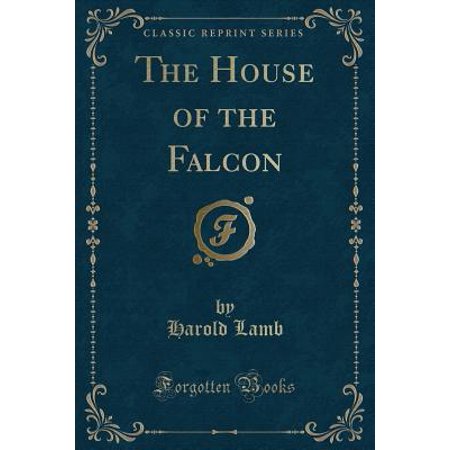 CLASSIC REPRINT SERIES
THE HOUSE
OF THE
FALCON
F
by
Harold Lamb
Forgotten Books